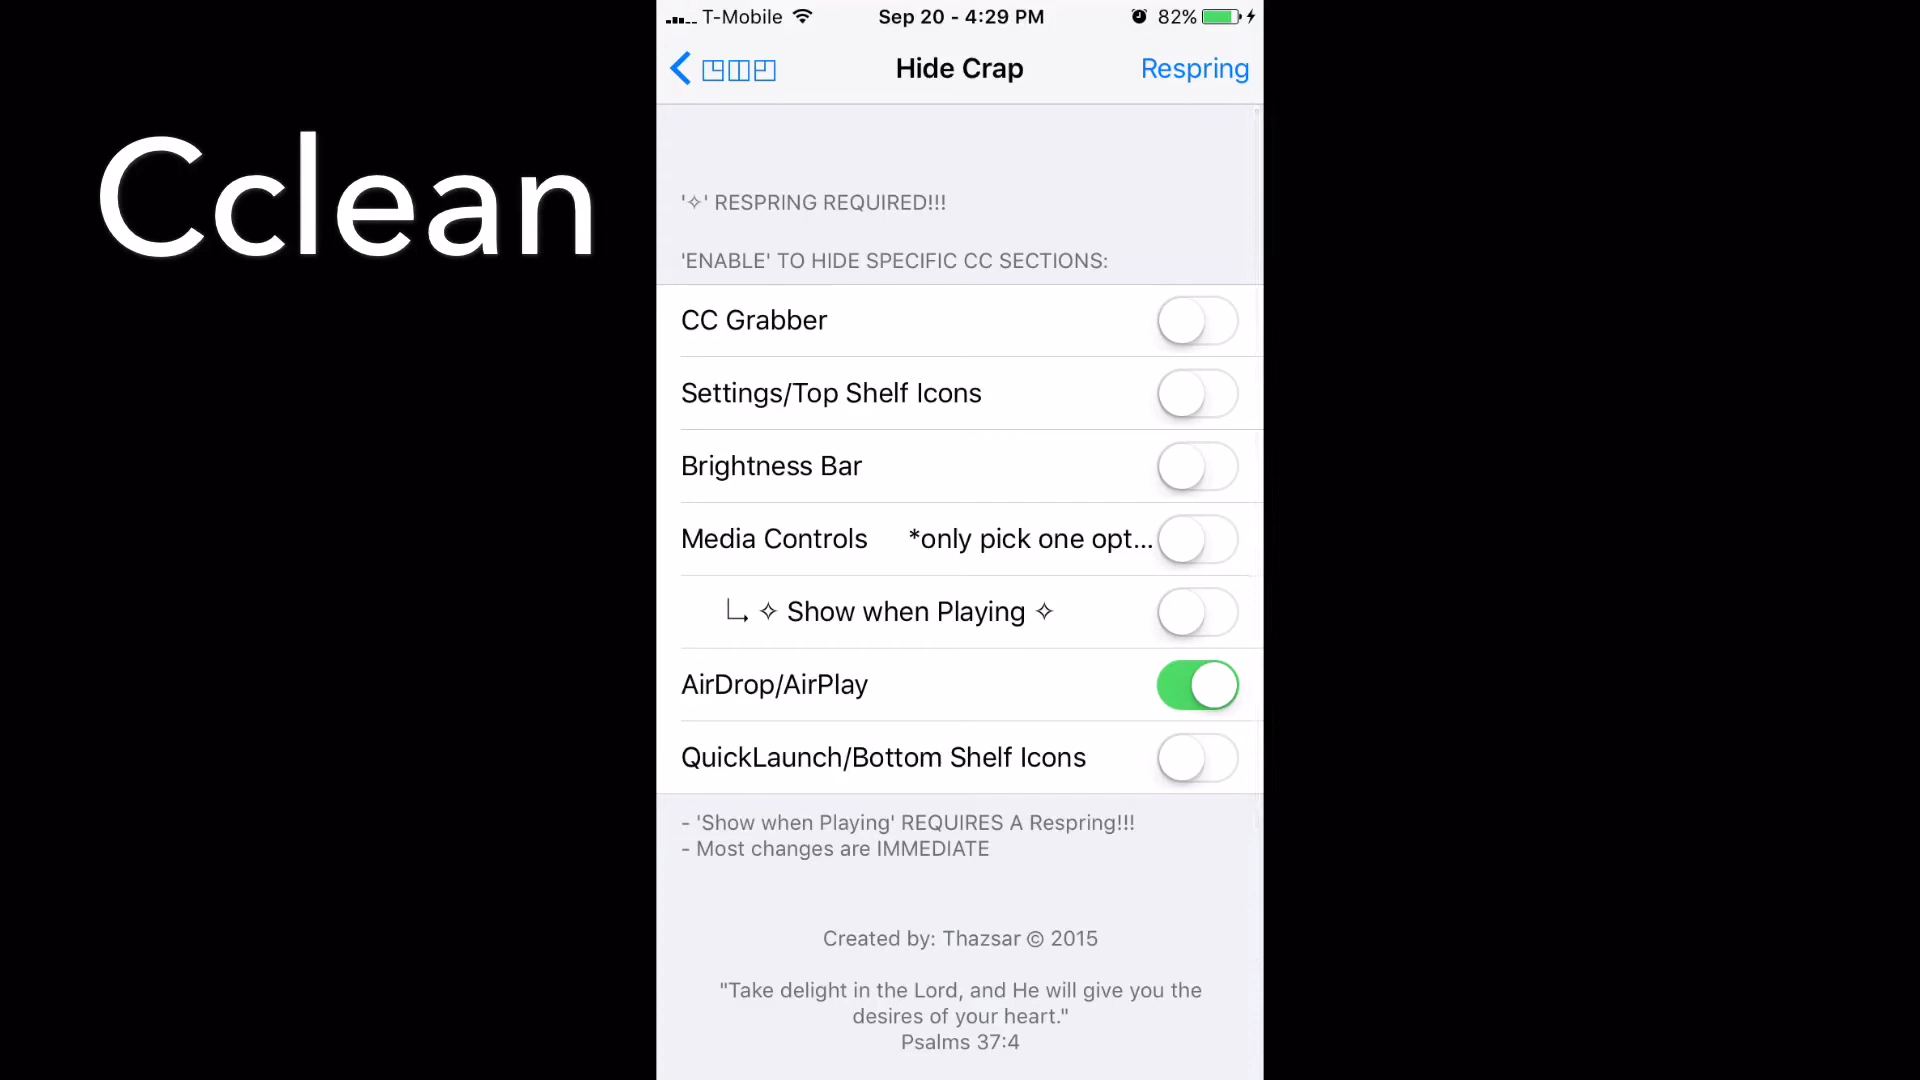 T-Mobile
Sep 20 - 4:29 PM
82%
Hide Crap
Respring
Cclean
'✧' RESPRING REQUIRED!!!
'ENABLE' TO HIDE SPECIFIC CC SECTIONS:
CC Grabber
Settings/Top Shelf Icons
Brightness Bar
Media Controls *only pick one opt...
✧ Show when Playing ✧
AirDrop/AirPlay
QuickLaunch/Bottom Shelf Icons
- 'Show when Playing' REQUIRES A Respring!!!
- Most changes are IMMEDIATE
Created by: Thazsar © 2015
"Take delight in the Lord, and He will give you the
desires of your heart."
Psalms 37:4